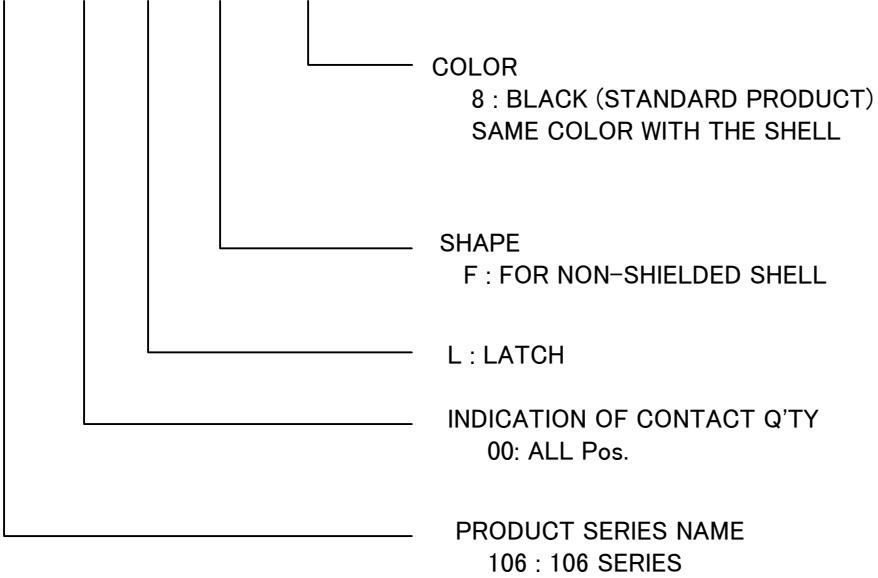 COLOR
8 : BLACK (STANDARD PRODUCT)
SAME COLOR WITH THE SHELL
SHAPE
F : FOR NON-SHIELDED SHELL
L : LATCH
INDICATION OF CONTACT Q'TY
00: ALL Pos.
PRODUCT SERIES NAME
106 : 106 SERIES